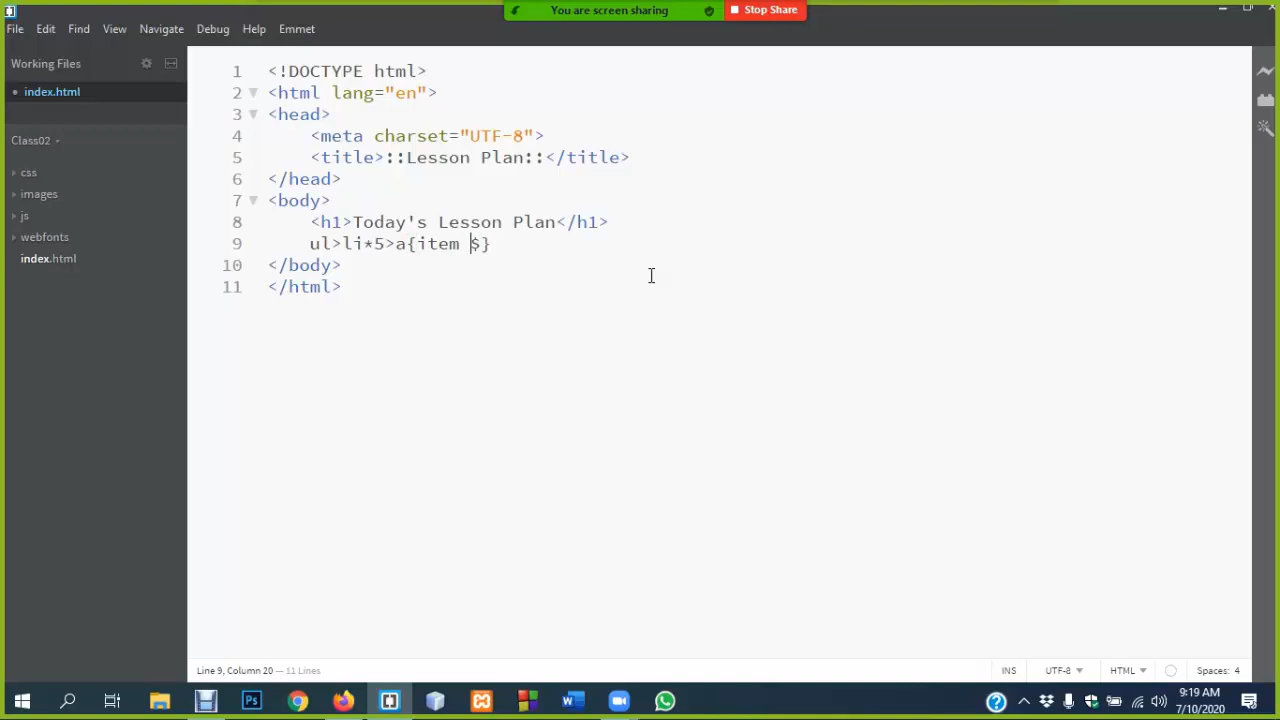 You are screen sharing
Stop Share
File Edit Find View Navigate Debug Help Emmet
Working Files
index.html
Class02
css
images
js
webfonts
index.html
1 <!DOCTYPE html>
2 <html lang="en">
3 <head>
4 <meta charset="UTF-8">
5 <title>::Lesson Plan::</title>
6 </head>
7 <body>
8 <h1>Today's Lesson Plan</h1>
9 ul>li*5>a{item $}
10 </body>
11 </html>
Line 9, Column 20 — 11 Lines
INS UTF-8 HTML Spaces: 4
Ps
W
9:19 AM
7/10/2020